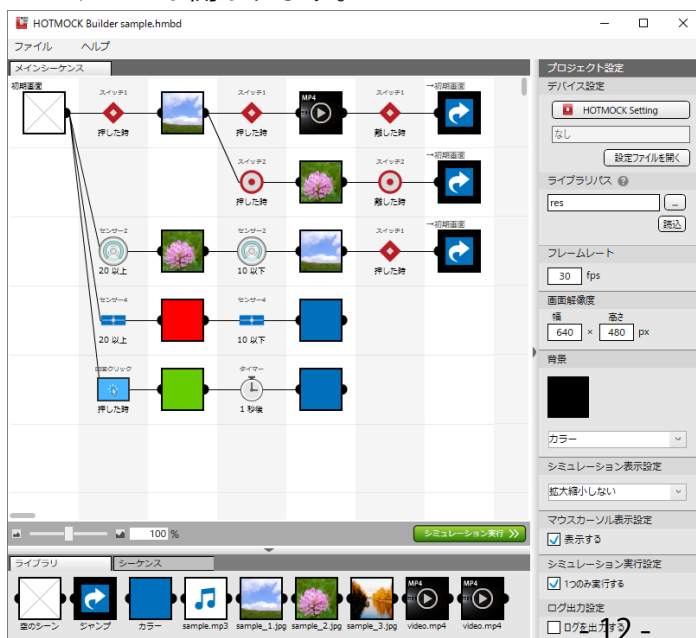 HOTMOCK Builder sample.hmbd
ファイル ヘルプ
メインシーケンス
初期画面
スイッチ1
押した時
スイッチ1
押した時
MP4
スイッチ1
離した時
→初期画面
スイッチ2
押した時
スイッチ2
離した時
→初期画面
センサー2
20 以上
センサー2
10 以下
スイッチ1
押した時
→初期画面
センサー4
20 以上
センサー4
10 以下
画面クリック
押した時
タイマー
1 秒後
100 %
シミュレーション実行
ライブラリ シーケンス
空のシーン
ジャンプ
カラー
sample.mp3
sample_1.jpg
sample_2.jpg
sample_3.jpg
MP4
video.mp4
MP4
video.mp4
プロジェクト設定
デバイス設定
HOTMOCK Setting
なし
設定ファイルを開く
ライブラリパス
res
...
読込
フレームレート
30 fps
画面解像度
幅 高さ
640 × 480 px
背景
カラー
シミュレーション表示設定
拡大縮小しない
マウスカーソル表示設定
表示する
シミュレーション実行設定
1つのみ実行する
ログ出力設定
ログを出力する
- 12 -